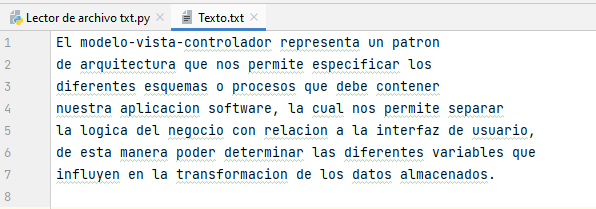 Lector de archivo txt.py
Texto.txt
1 El modelo-vista-controlador representa un patron
2 de arquitectura que nos permite especificar los
3 diferentes esquemas o procesos que debe contener
4 nuestra aplicacion software, la cual nos permite separar
5 la logica del negocio con relacion a la interfaz de usuario,
6 de esta manera poder determinar las diferentes variables que
7 influyen en la transformacion de los datos almacenados.
8